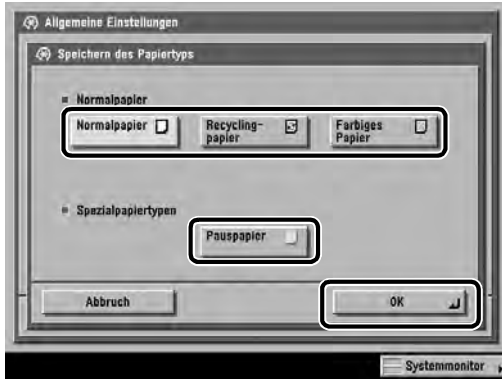 Allgemeine Einstellungen
Speichern des Papiertyps
Normalpapier
Normalpapier
Recycling-
papier
Farbiges
Papier
Spezialpapiertypen
Pauspapier
Abbruch
OK
Systemmonitor